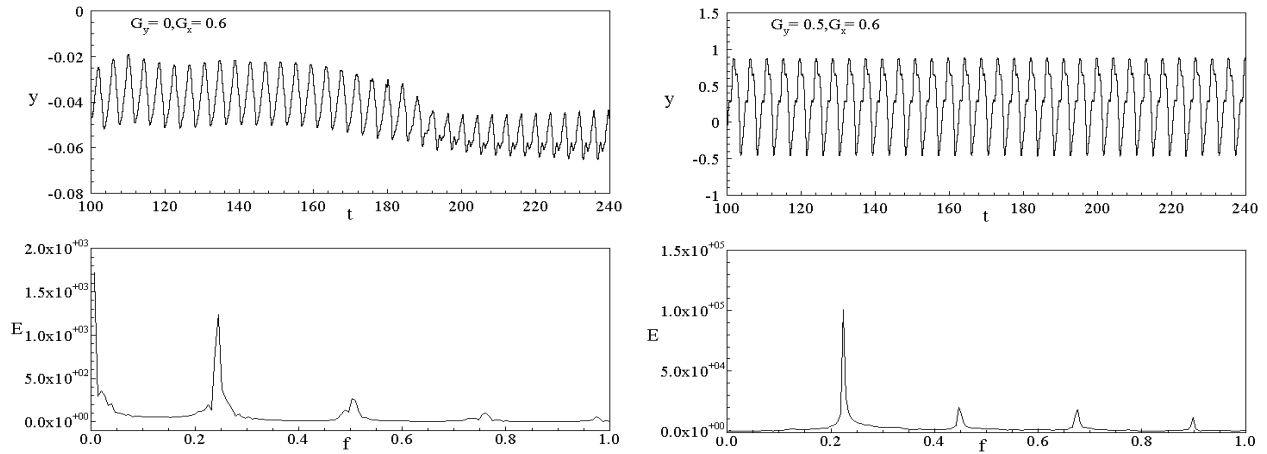 G_y= 0,G_x= 0.6
0
-0.02
-0.04
-0.06
-0.08
y
100 120 140 160 180 200 220 240
t
G_y= 0.5,G_x= 0.6
1.5
1
0.5
0
-0.5
-1
y
100 120 140 160 180 200 220 240
t
2.0x10^+03
1.5x10^+03
1.0x10^+03
5.0x10^+02
0.0x10^+00
E
0.0 0.2 0.4 0.6 0.8 1.0
f
1.5x10^+05
1.0x10^+05
5.0x10^+04
0.0x10^+00
E
0.0 0.2 0.4 0.6 0.8 1.0
f